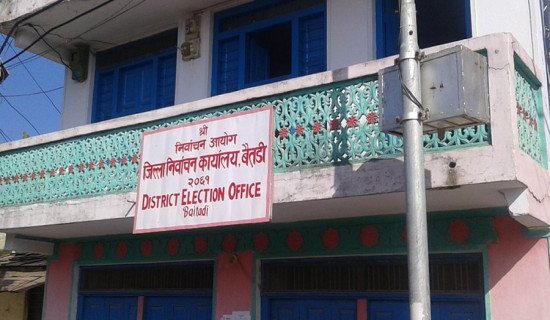 श्री
निर्वाचन आयोग
जिल्ला निर्वाचन कार्यालय, बैतडी
२०६१
DISTRICT ELECTION OFFICE
Baitadi